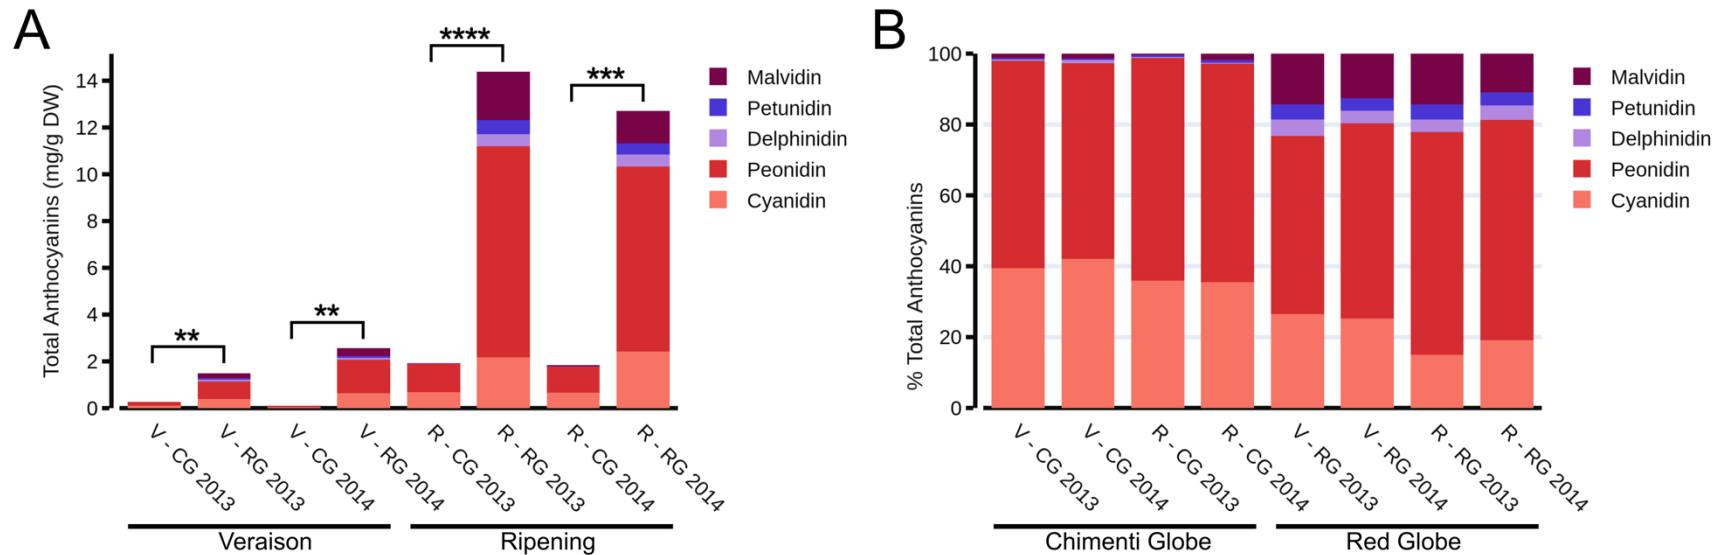 A
Total Anthocyanins (mg/g DW)
14
12
10
8
6
4
2
0
**
**
****
***
Malvidin
Petunidin
Delphinidin
Peonidin
Cyanidin
V - CG 2013
V - RG 2013
V - CG 2014
V - RG 2014
R - CG 2013
R - RG 2013
R - CG 2014
R - RG 2014
Veraison
Ripening
B
% Total Anthocyanins
100
80
60
40
20
0
Malvidin
Petunidin
Delphinidin
Peonidin
Cyanidin
V - CG 2013
V - CG 2014
R - CG 2013
R - CG 2014
V - RG 2013
V - RG 2014
R - RG 2013
R - RG 2014
Chimenti Globe
Red Globe